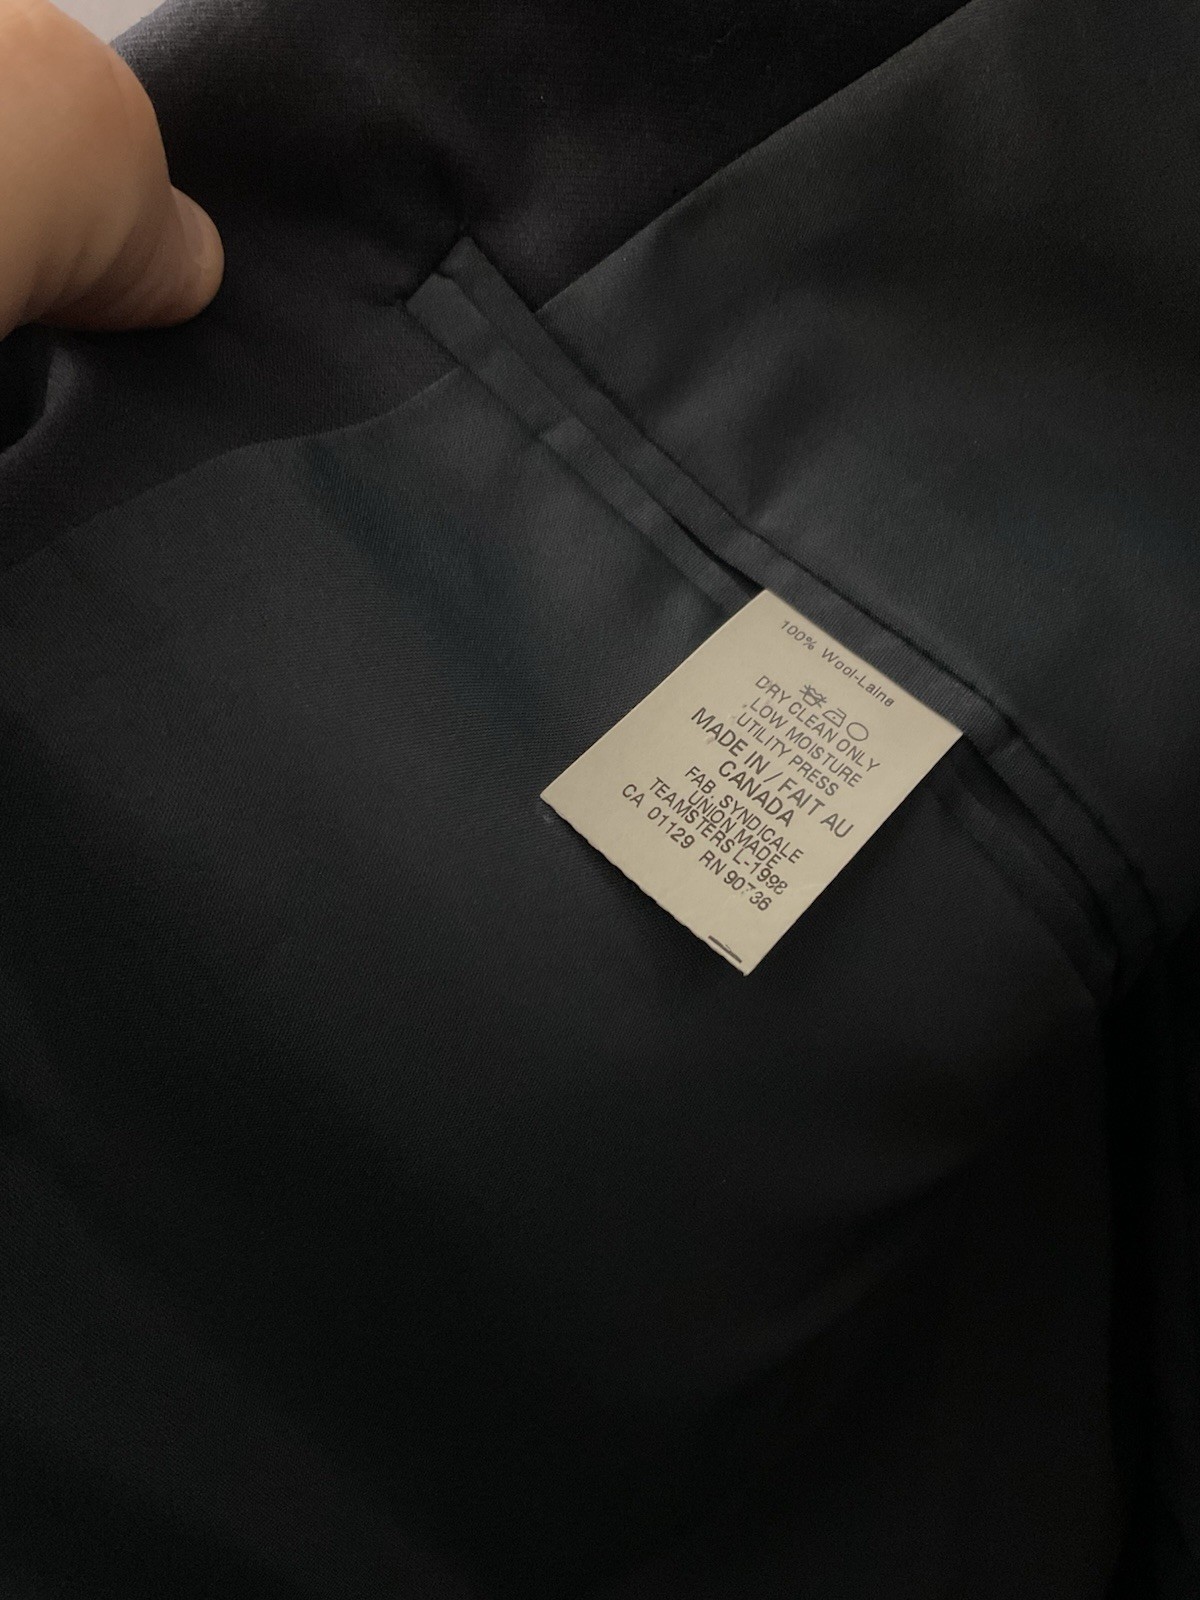 100% Wool-Laine
DRY CLEAN ONLY
LOW MOISTURE
UTILITY PRESS
MADE IN / FAIT AU
CANADA
FAB. SYNDICALE
UNION MADE
TEAMSTERS L-1998
CA 01129 RN 90736